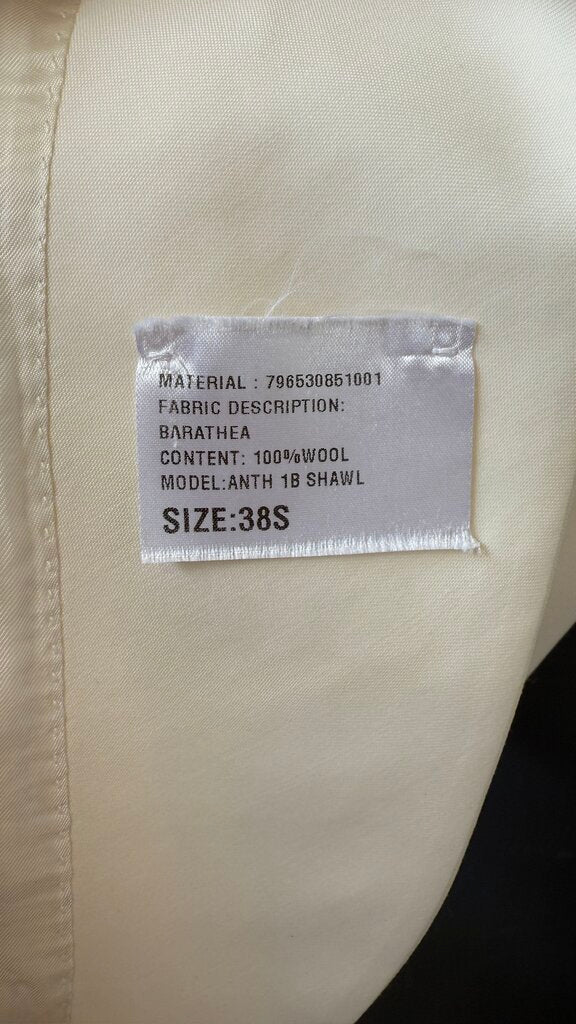 MATERIAL : 796530851001
FABRIC DESCRIPTION:
BARATHEA
CONTENT: 100%WOOL
MODEL:ANTH 1B SHAWL
SIZE:38S